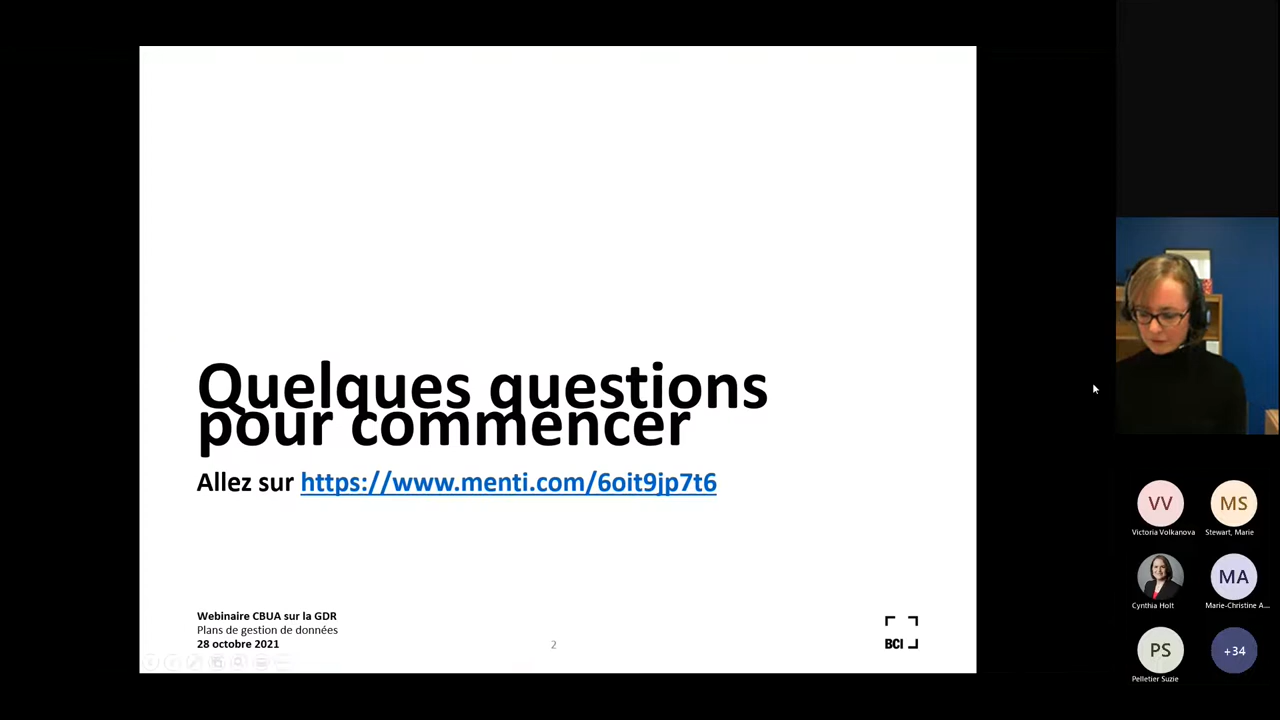 Quelques questions
pour commencer
Allez sur https://www.menti.com/6oit9jp7t6
Webinaire CBUA sur la GDR
Plans de gestion de données
28 octobre 2021
2
BCI
VV
Victoria Volkanova
MS
Stewart, Marie
Cynthia Holt
MA
Marie-Christine A...
PS
Pelletier Suzie
+34